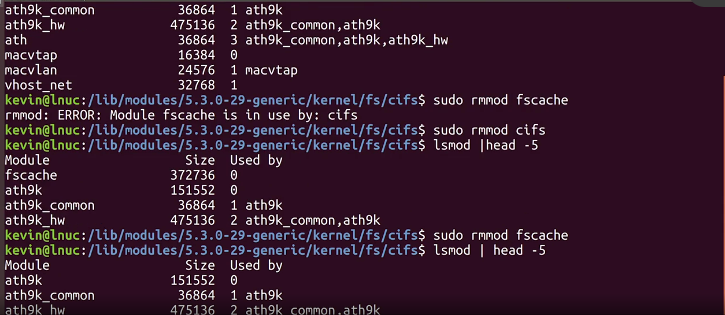 ath9k_common           36864  1 ath9k
ath9k_hw              475136  2 ath9k_common,ath9k
ath                    36864  3 ath9k_common,ath9k,ath9k_hw
macvtap                16384  0
macvlan                24576  1 macvtap
vhost_net              32768  1
kevin@lnuc:/lib/modules/5.3.0-29-generic/kernel/fs/cifs$ sudo rmmod fscache
rmmod: ERROR: Module fscache is in use by: cifs
kevin@lnuc:/lib/modules/5.3.0-29-generic/kernel/fs/cifs$ sudo rmmod cifs
kevin@lnuc:/lib/modules/5.3.0-29-generic/kernel/fs/cifs$ lsmod |head -5
Module                  Size  Used by
fscache               372736  0
ath9k                 151552  0
ath9k_common           36864  1 ath9k
ath9k_hw              475136  2 ath9k_common,ath9k
kevin@lnuc:/lib/modules/5.3.0-29-generic/kernel/fs/cifs$ sudo rmmod fscache
kevin@lnuc:/lib/modules/5.3.0-29-generic/kernel/fs/cifs$ lsmod | head -5
Module                  Size  Used by
ath9k                 151552  0
ath9k_common           36864  1 ath9k
ath9k_hw              475136  2 ath9k_common,ath9k